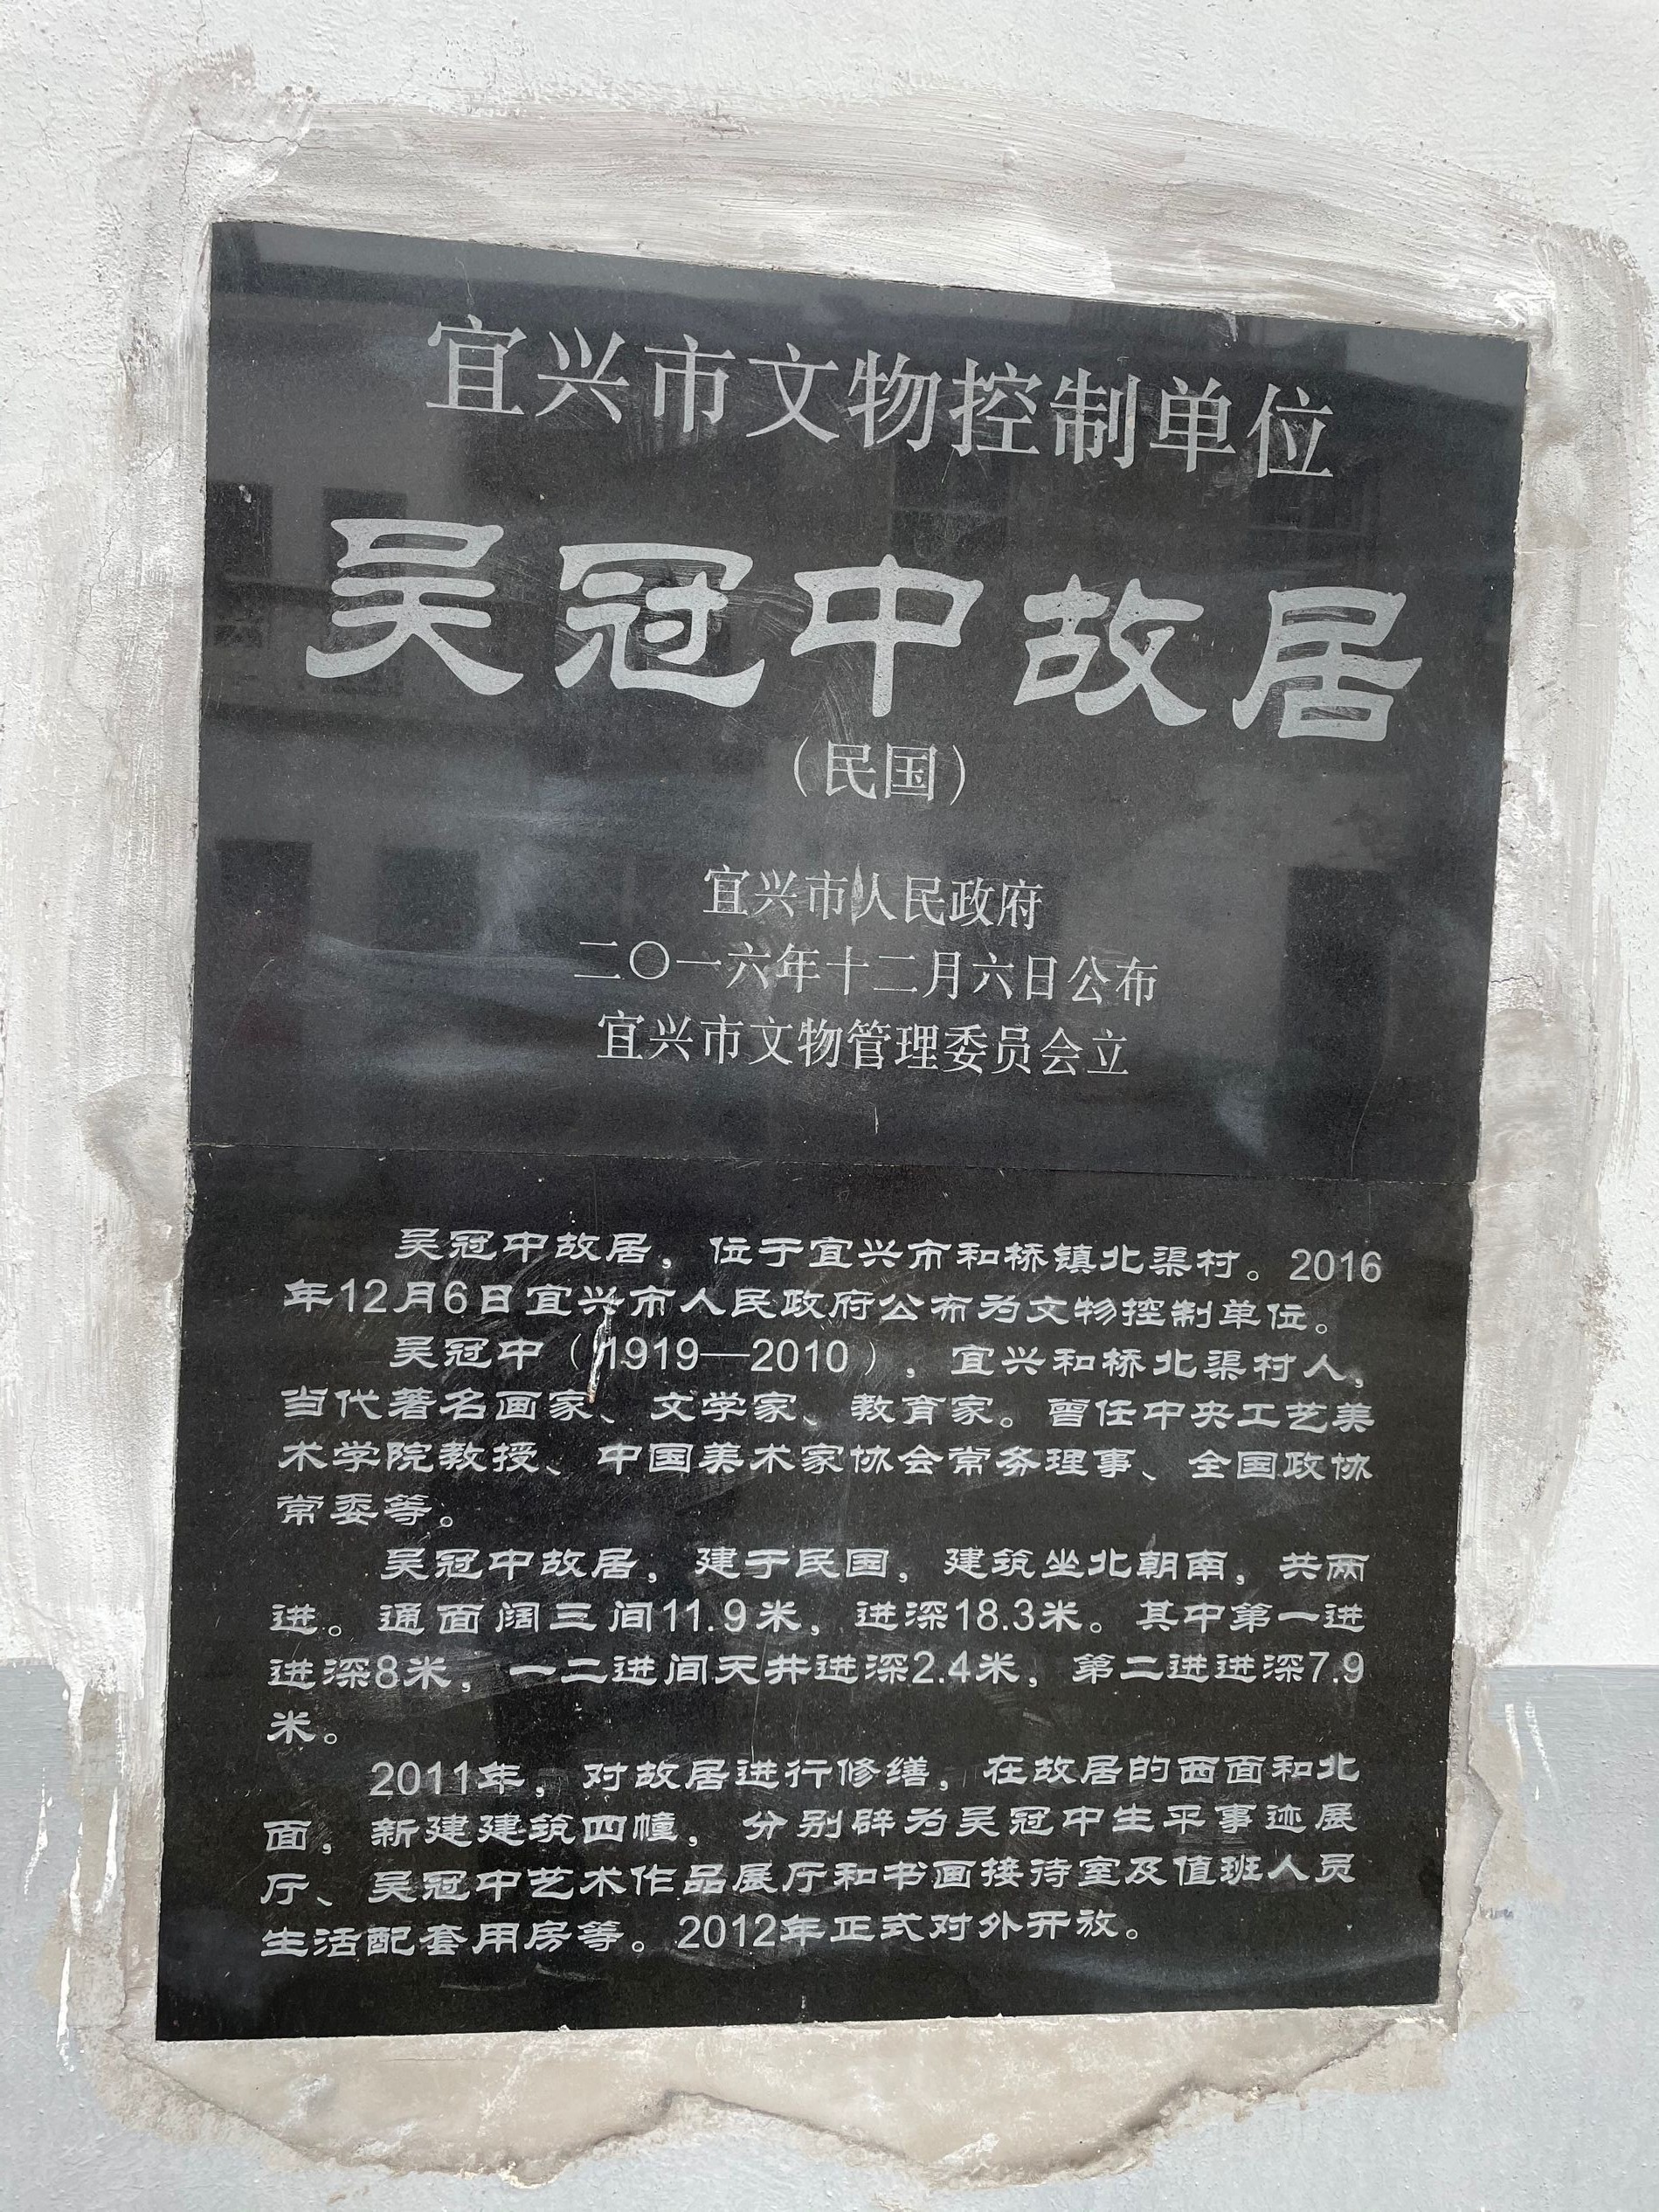 宜兴市文物控制单位
吴冠中故居
（民国）
宜兴市人民政府
二〇一六年十二月六日公布
宜兴市文物管理委员会立
吴冠中故居，位于宜兴市和桥镇北渠村。2016
年12月6日宜兴市人民政府公布为文物控制单位。
吴冠中（1919—2010），宜兴和桥北渠村人，
当代著名画家、文学家、教育家。曾任中央工艺美
术学院教授、中国美术家协会常务理事、全国政协
常委等。
吴冠中故居，建于民国，建筑坐北朝南，共两
进。通面阔三间11.9米，进深18.3米。其中第一进
进深8米，一二进间天井进深2.4米，第二进进深7.9
米。
2011年，对故居进行修缮，在故居的西面和北
面，新建建筑四幢，分别辟为吴冠中生平事迹展
厅、吴冠中艺术作品展厅和书画接待室及值班人员
生活配套用房等。2012年正式对外开放。